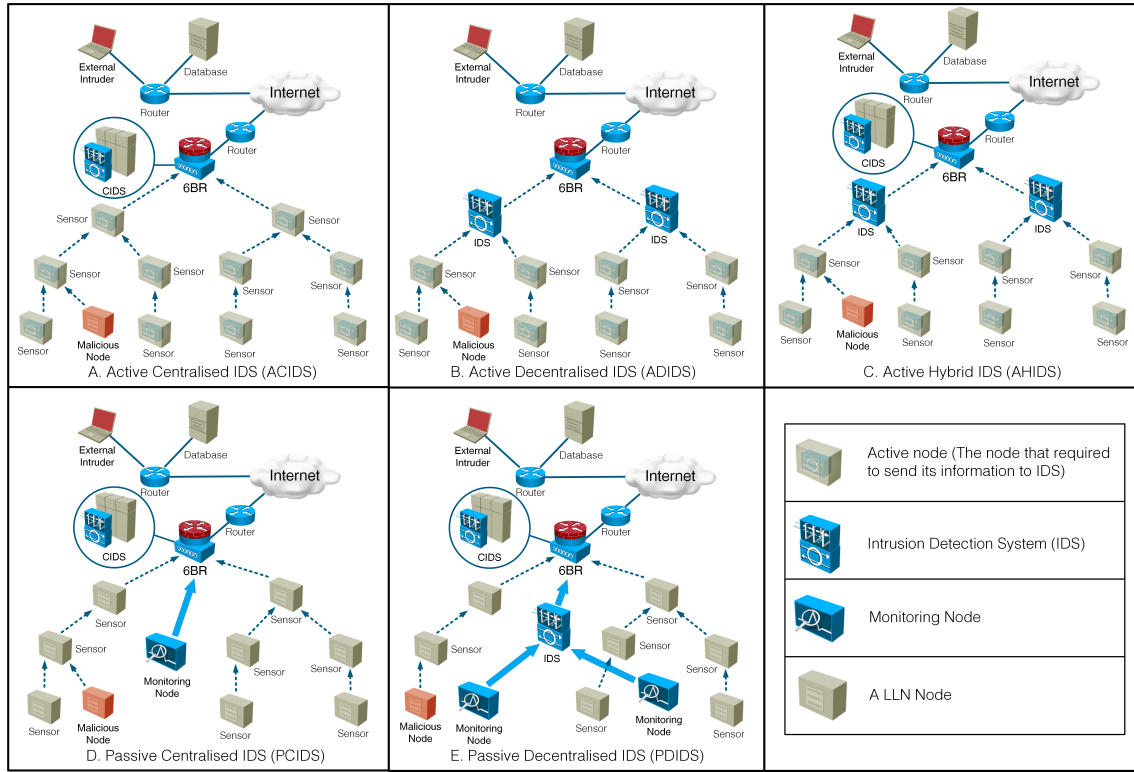 External
Intruder
Database
Router
Internet
Router
CIDS
6BR
Sensor
Sensor
Sensor
Sensor
Sensor
Sensor
Sensor
Malicious
Node
Sensor
Sensor
Sensor
A. Active Centralised IDS (ACIDS)
External
Intruder
Database
Router
Internet
Router
6BR
IDS
IDS
Sensor
Sensor
Sensor
Sensor
Sensor
Malicious
Node
Sensor
Sensor
Sensor
B. Active Decentralised IDS (ADIDS)
External
Intruder
Database
Router
Internet
Router
CIDS
6BR
IDS
IDS
Sensor
Sensor
Sensor
Sensor
Sensor
Malicious
Node
Sensor
Sensor
Sensor
C. Active Hybrid IDS (AHIDS)
External
Intruder
Database
Router
Internet
Router
CIDS
6BR
Sensor
Sensor
Sensor
Sensor
Sensor
Monitoring
Node
Sensor
Malicious
Node
Sensor
Sensor
D. Passive Centralised IDS (PCIDS)
External
Intruder
Database
Router
Internet
Router
CIDS
6BR
Sensor
Sensor
IDS
Sensor
Sensor
Sensor
Malicious
Node
Monitoring
Node
Sensor
Monitoring
Node
Sensor
E. Passive Decentralised IDS (PDIDS)
Active node (The node that required
to send its information to IDS)
Intrusion Detection System (IDS)
Monitoring Node
A LLN Node